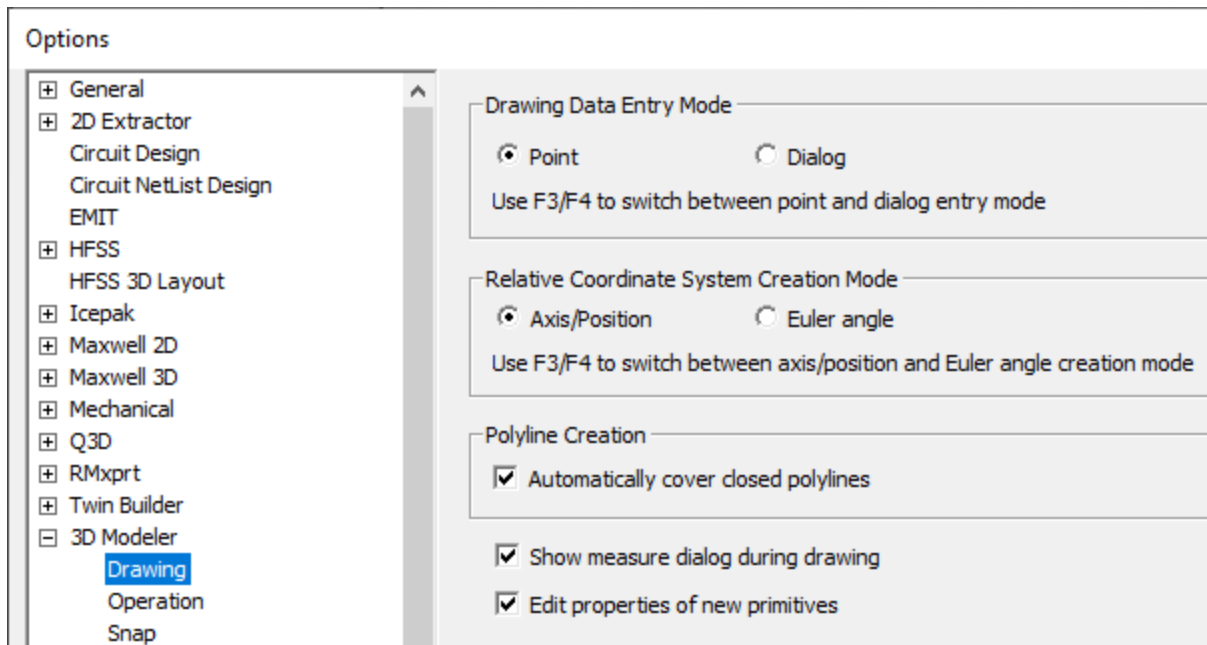 Options
General
2D Extractor
Circuit Design
Circuit NetList Design
EMIT
HFSS
HFSS 3D Layout
Icepak
Maxwell 2D
Maxwell 3D
Mechanical
Q3D
RMxprt
Twin Builder
3D Modeler
Drawing
Operation
Snap
Drawing Data Entry Mode
Point Dialog
Use F3/F4 to switch between point and dialog entry mode
Relative Coordinate System Creation Mode
Axis/Position Euler angle
Use F3/F4 to switch between axis/position and Euler angle creation mode
Polyline Creation
Automatically cover closed polylines
Show measure dialog during drawing
Edit properties of new primitives